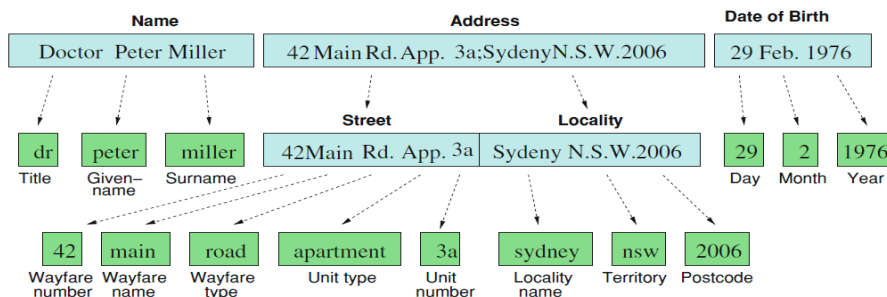 Name Address Date of Birth
Doctor Peter Miller 42 Main Rd. App. 3a;SydenyN.S.W.2006 29 Feb. 1976
Street Locality
dr peter miller 42Main Rd. App. 3a Sydeny N.S.W.2006 29 2 1976
Title Given– Surname Day Month Year
name
42 main road apartment 3a sydney nsw 2006
Wayfare Wayfare Wayfare Unit type Unit Locality Territory Postcode
number name type number name